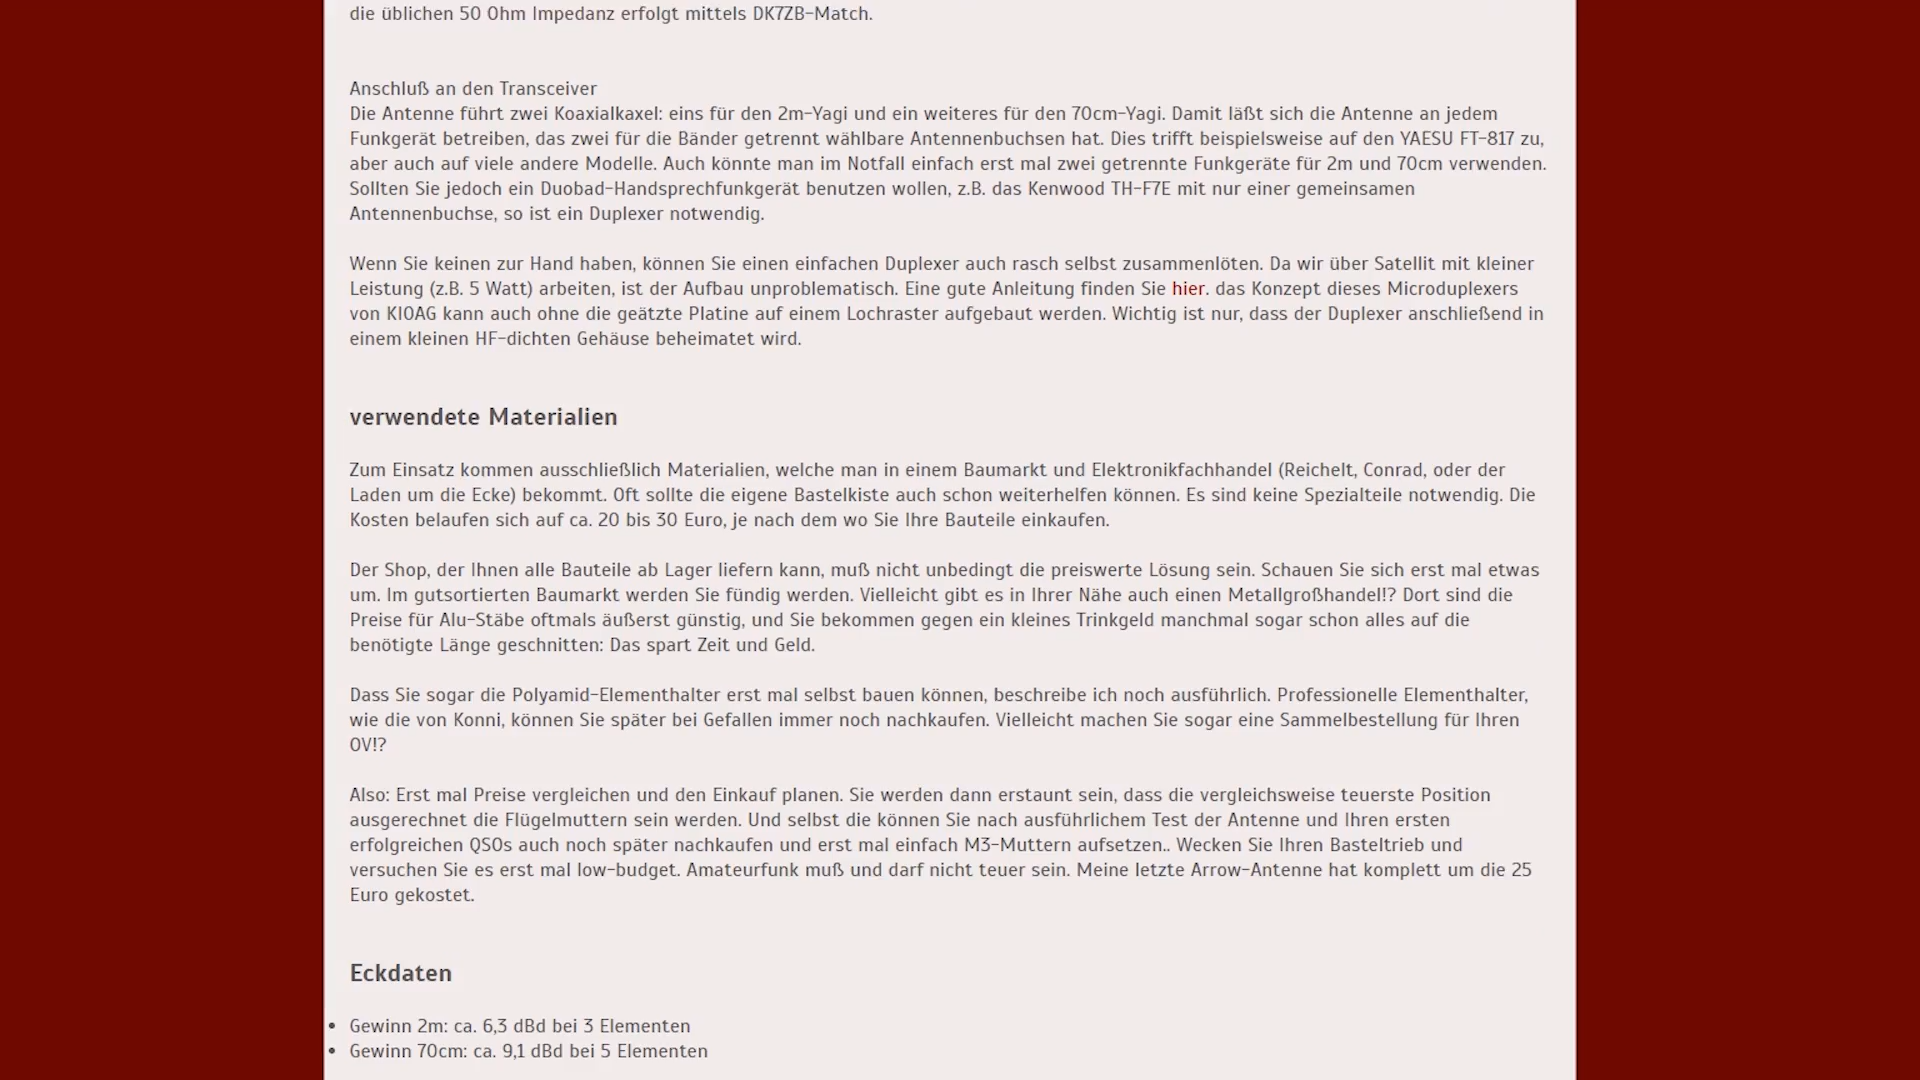 die üblichen 50 Ohm Impedanz erfolgt mittels DK7ZB-Match.
Anschluß an den Transceiver
Die Antenne führt zwei Koaxialkaxel: eins für den 2m-Yagi und ein weiteres für den 70cm-Yagi. Damit läßt sich die Antenne an jedem
Funkgerät betreiben, das zwei für die Bänder getrennt wählbare Antennenbuchsen hat. Dies trifft beispielsweise auf den YAESU FT-817 zu,
aber auch auf viele andere Modelle. Auch könnte man im Notfall einfach erst mal zwei getrennte Funkgeräte für 2m und 70cm verwenden.
Sollten Sie jedoch ein Duobad-Handsprechfunkgerät benutzen wollen, z.B. das Kenwood TH-F7E mit nur einer gemeinsamen
Antennenbuchse, so ist ein Duplexer notwendig.
Wenn Sie keinen zur Hand haben, können Sie einen einfachen Duplexer auch rasch selbst zusammenlöten. Da wir über Satellit mit kleiner
Leistung (z.B. 5 Watt) arbeiten, ist der Aufbau unproblematisch. Eine gute Anleitung finden Sie hier. das Konzept dieses Microduplexers
von KI0AG kann auch ohne die geätzte Platine auf einem Lochraster aufgebaut werden. Wichtig ist nur, dass der Duplexer anschließend in
einem kleinen HF-dichten Gehäuse beheimatet wird.
verwendete Materialien
Zum Einsatz kommen ausschließlich Materialien, welche man in einem Baumarkt und Elektronikfachhandel (Reichelt, Conrad, oder der
Laden um die Ecke) bekommt. Oft sollte die eigene Bastelkiste auch schon weiterhelfen können. Es sind keine Spezialteile notwendig. Die
Kosten belaufen sich auf ca. 20 bis 30 Euro, je nach dem wo Sie Ihre Bauteile einkaufen.
Der Shop, der Ihnen alle Bauteile ab Lager liefern kann, muß nicht unbedingt die preiswerte Lösung sein. Schauen Sie sich erst mal etwas
um. Im gutsortierten Baumarkt werden Sie fündig werden. Vielleicht gibt es in Ihrer Nähe auch einen Metallgroßhandel!? Dort sind die
Preise für Alu-Stäbe oftmals äußerst günstig, und Sie bekommen gegen ein kleines Trinkgeld manchmal sogar schon alles auf die
benötigte Länge geschnitten: Das spart Zeit und Geld.
Dass Sie sogar die Polyamid-Elementhalter erst mal selbst bauen können, beschreibe ich noch ausführlich. Professionelle Elementhalter,
wie die von Konni, können Sie später bei Gefallen immer noch nachkaufen. Vielleicht machen Sie sogar eine Sammelbestellung für Ihren
OV!?
Also: Erst mal Preise vergleichen und den Einkauf planen. Sie werden dann erstaunt sein, dass die vergleichsweise teuerste Position
ausgerechnet die Flügelmuttern sein werden. Und selbst die können Sie nach ausführlichem Test der Antenne und Ihren ersten
erfolgreichen QSOs auch noch später nachkaufen und erst mal einfach M3-Muttern aufsetzen.. Wecken Sie Ihren Basteltrieb und
versuchen Sie es erst mal low-budget. Amateurfunk muß und darf nicht teuer sein. Meine letzte Arrow-Antenne hat komplett um die 25
Euro gekostet.
Eckdaten
• Gewinn 2m: ca. 6,3 dBd bei 3 Elementen
• Gewinn 70cm: ca. 9,1 dBd bei 5 Elementen